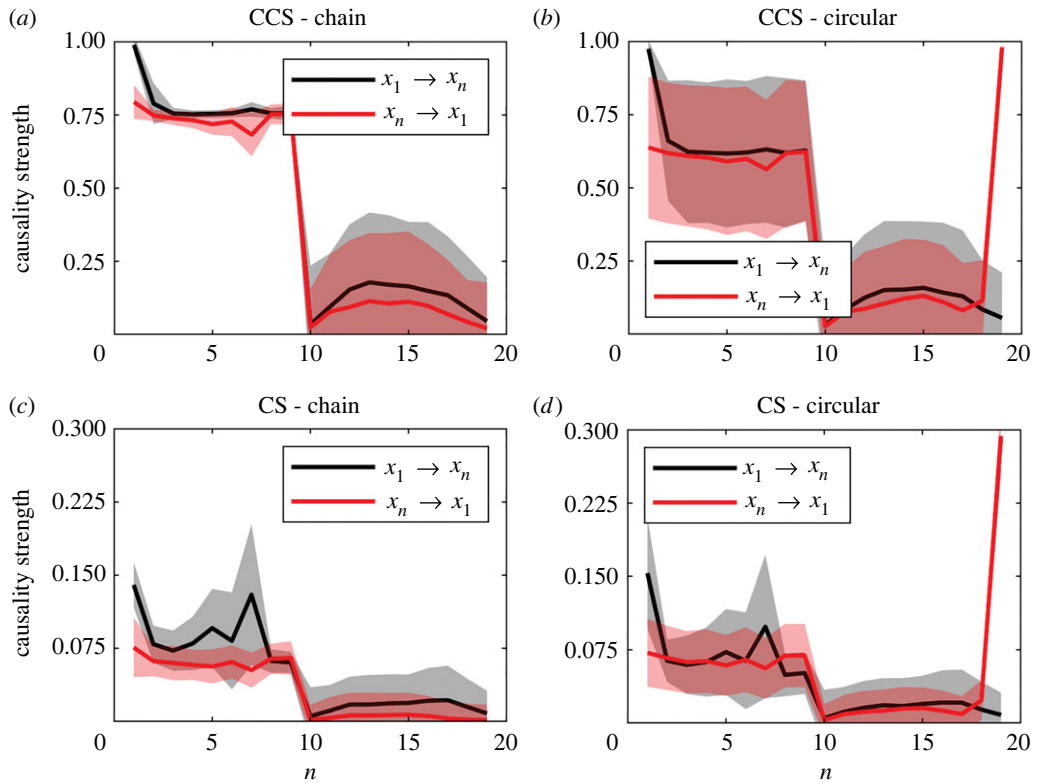 (a) CCS - chain
1.00
0.75
0.50
0.25
0 5 10 15 20
causality strength
x₁ → xₙ
xₙ → x₁
(b) CCS - circular
1.00
0.75
0.50
0.25
0 5 10 15 20
x₁ → xₙ
xₙ → x₁
(c) CS - chain
0.300
0.225
0.150
0.075
0 5 10 15 20
causality strength
n
x₁ → xₙ
xₙ → x₁
(d) CS - circular
0.300
0.225
0.150
0.075
0 5 10 15 20
n
x₁ → xₙ
xₙ → x₁